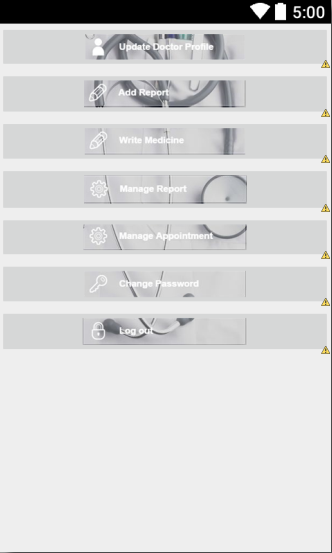 5:00
Update Doctor Profile
Add Report
Write Medicine
Manage Report
Manage Appointment
Change Password
Log out